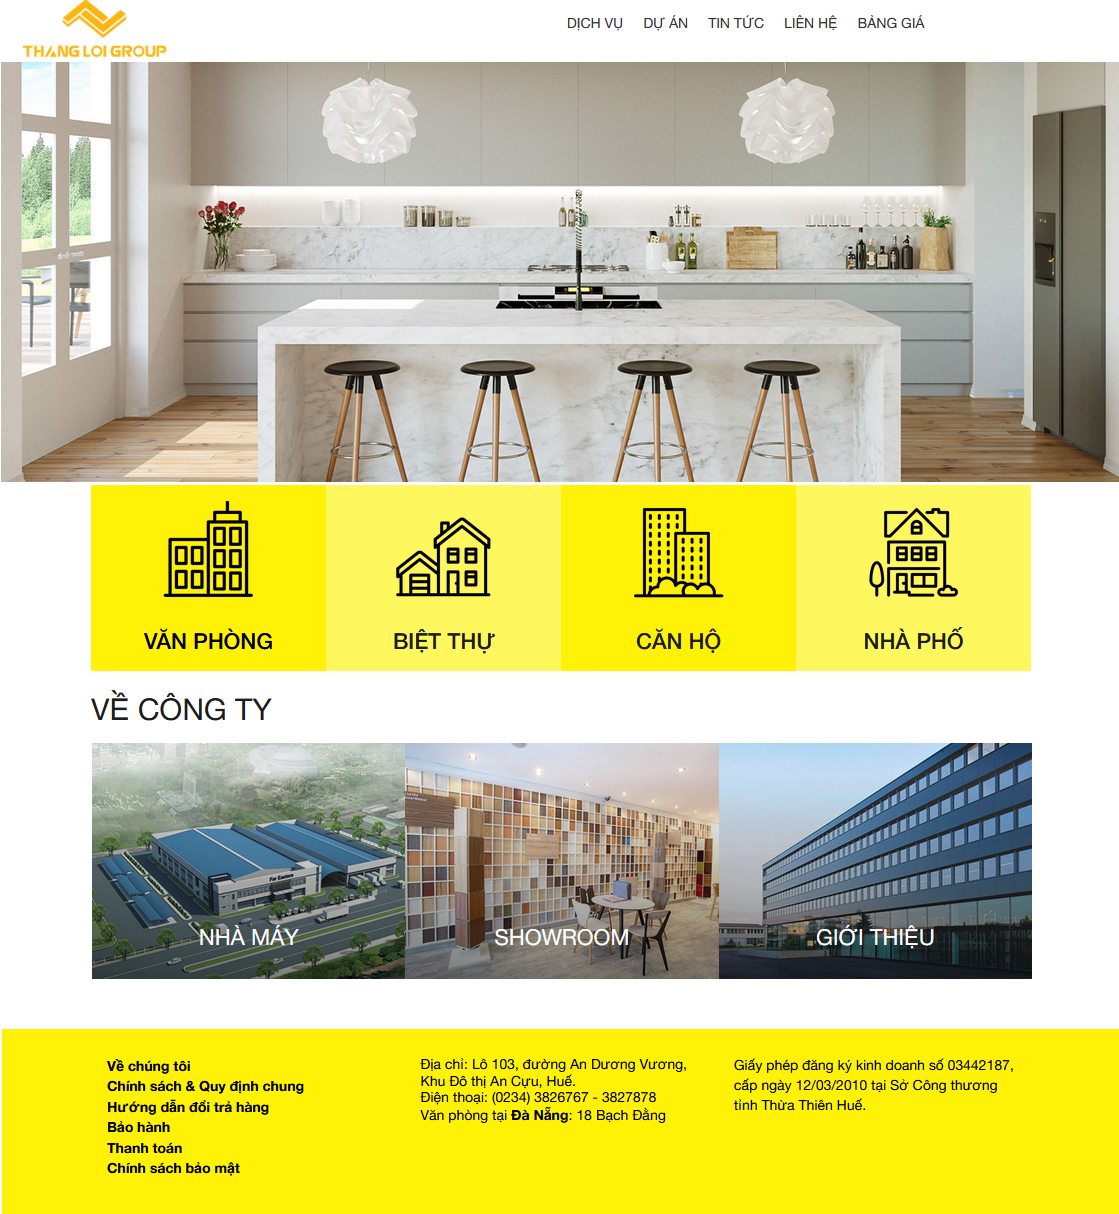 THANG LOI GROUP
DỊCH VỤ
DỰ ÁN
TIN TỨC
LIÊN HỆ
BẢNG GIÁ
VĂN PHÒNG
BIỆT THỰ
CĂN HỘ
NHÀ PHỐ
VỀ CÔNG TY
Far Eastern
NHÀ MÁY
SHOWROOM
GIỚI THIỆU
Về chúng tôi
Chính sách & Quy định chung
Hướng dẫn đổi trả hàng
Bảo hành
Thanh toán
Chính sách bảo mật
Địa chỉ: Lô 103, đường An Dương Vương,
Khu Đô thị An Cựu, Huế.
Điện thoại: (0234) 3826767 - 3827878
Văn phòng tại Đà Nẵng: 18 Bạch Đằng
Giấy phép đăng ký kinh doanh số 03442187,
cấp ngày 12/03/2010 tại Sở Công thương
tỉnh Thừa Thiên Huế.